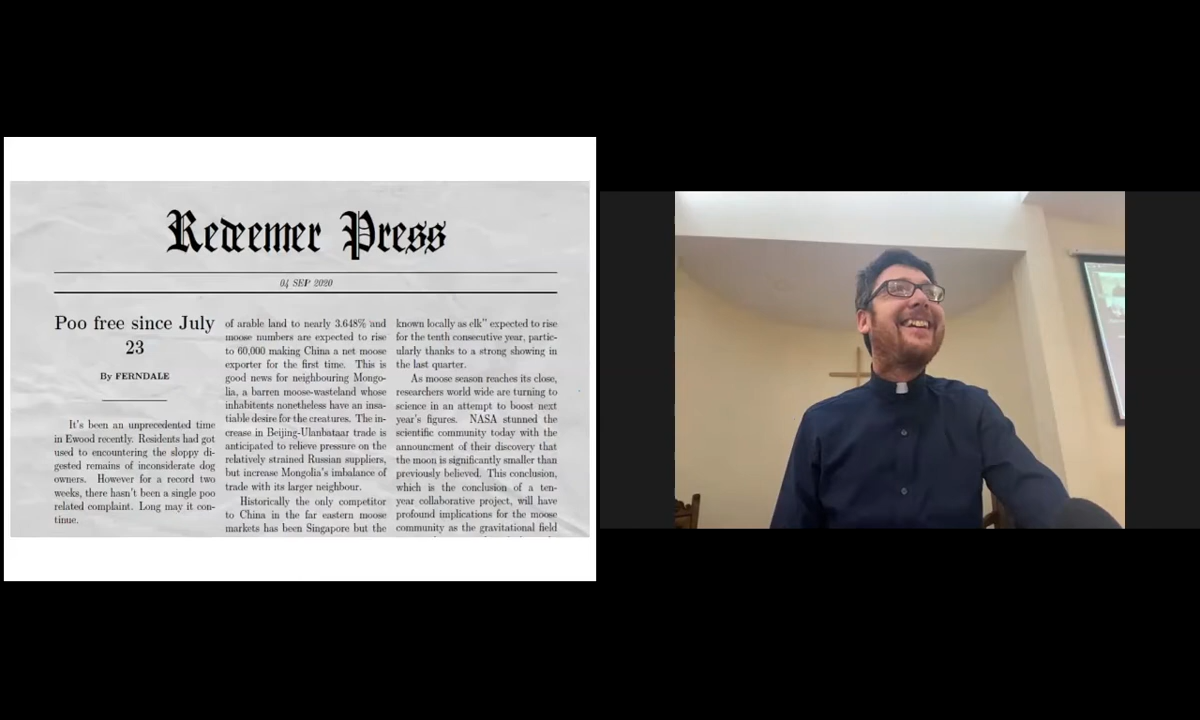 Redeemer Press
04 SEP 2020
Poo free since July
23
By FERNDALE
It's been an unprecedented time
in Ewood recently. Residents had got
used to encountering the sloppy di-
gested remains of inconsiderate dog
owners. However for a record two
weeks, there hasn't been a single poo
related complaint. Long may it con-
tinue.
of arable land to nearly 3.648% and
moose numbers are expected to rise
to 60,000 making China a net moose
exporter for the first time. This is
good news for neighbouring Mongo-
lia, a barren moose-wasteland whose
inhabitents nonetheless have an insa-
tiable desire for the creatures. The in-
crease in Beijing-Ulanbataar trade is
anticipated to relieve pressure on the
relatively strained Russian suppliers,
but increase Mongolia's imbalance of
trade with its larger neighbour.
Historically the only competitor
to China in the far eastern moose
markets has been Singapore but the
known locally as elk" expected to rise
for the tenth consecutive year, partic-
ularly thanks to a strong showing in
the last quarter.
As moose season reaches its close,
researchers world wide are turning to
science in an attempt to boost next
year's figures. NASA stunned the
scientific community today with the
announcment of their discovery that
the moon is significantly smaller than
previously believed. This conclusion,
which is the conclusion of a ten-
year collaborative project, will have
profound implications for the moose
community as the gravitational field